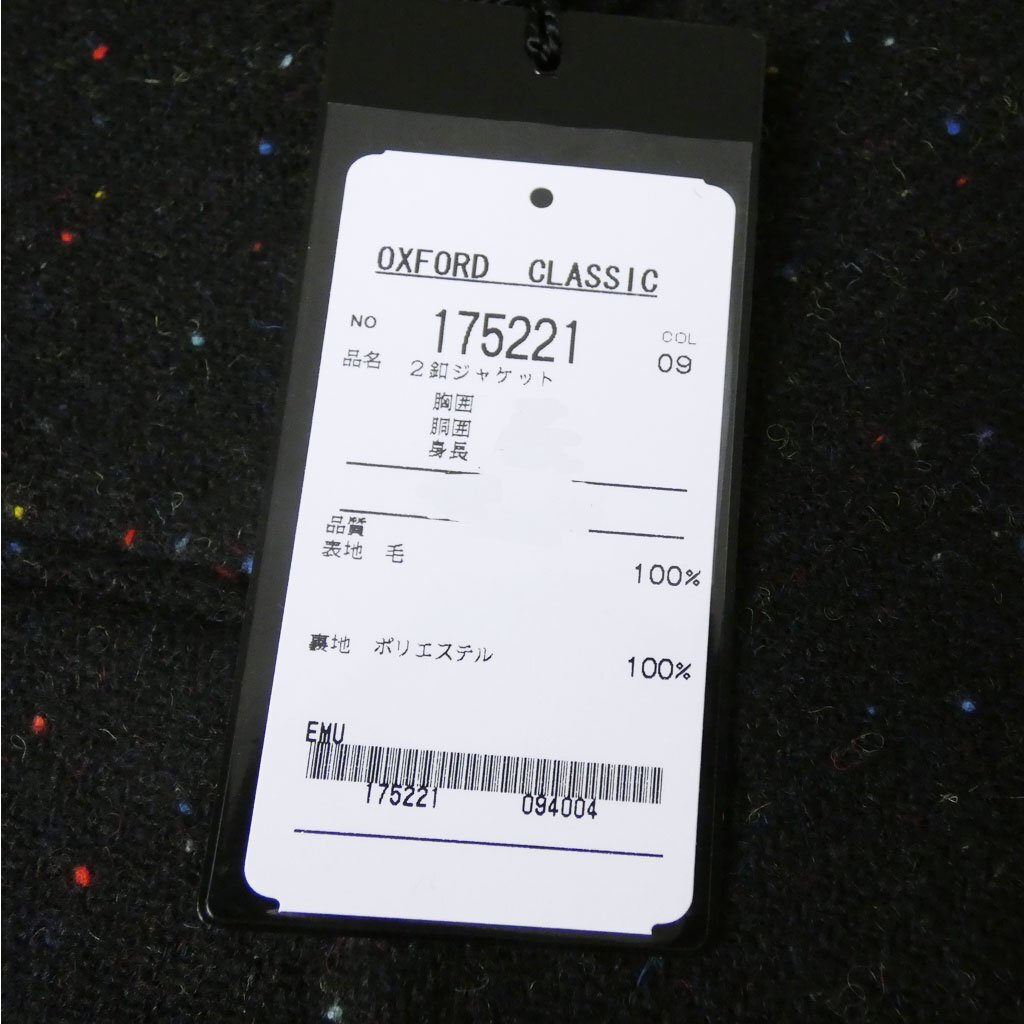 OXFORD CLASSIC
NO 175221 COL
品名 2釦ジャケット 09
胸囲
胴囲
身長
品質
表地 毛 100%
裏地 ポリエステル 100%
EMU
175221 094004